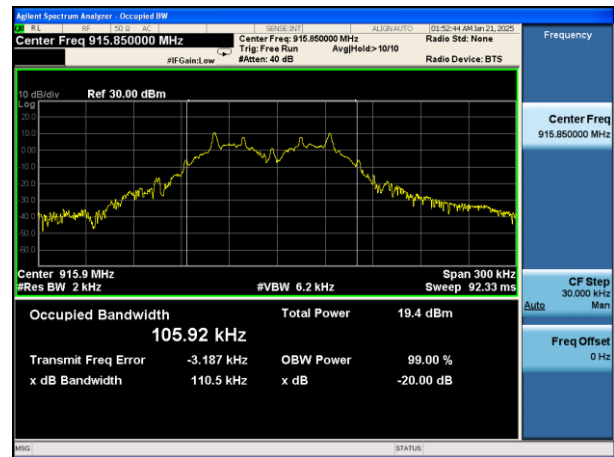 Agilent Spectrum Analyzer - Occupied BW
RL RF 50 Ω AC SENSE:INT ALIGNAUTO 01:52:44 AM Jan 21, 2025
Center Freq 915.850000 MHz
Center Freq: 915.850000 MHz
Radio Std: None
Trig: Free Run Avg|Hold:> 10/10
#IFGain:Low #Atten: 40 dB Radio Device: BTS
Frequency
10 dB/div Ref 30.00 dBm
Log
20.0
10.0
0.00
-10.0
-20.0
-30.0
-40.0
-50.0
-60.0
Center 915.9 MHz Span 300 kHz
#Res BW 2 kHz #VBW 6.2 kHz Sweep 92.33 ms
Occupied Bandwidth Total Power 19.4 dBm
105.92 kHz
Transmit Freq Error -3.187 kHz OBW Power 99.00 %
x dB Bandwidth 110.5 kHz x dB -20.00 dB
Center Freq
915.850000 MHz
CF Step
30.000 kHz
Auto Man
Freq Offset
0 Hz
MSG STATUS